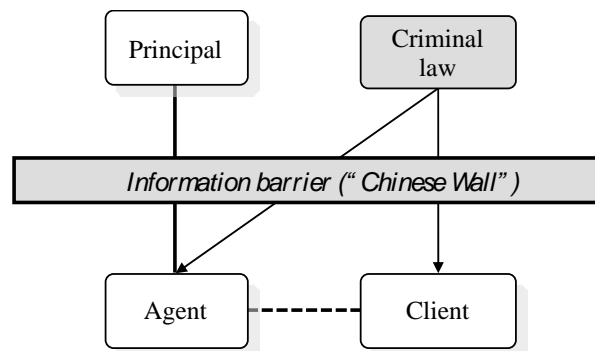 Principal
Criminal
law
Information barrier (“ Chinese Wall” )
Agent
Client